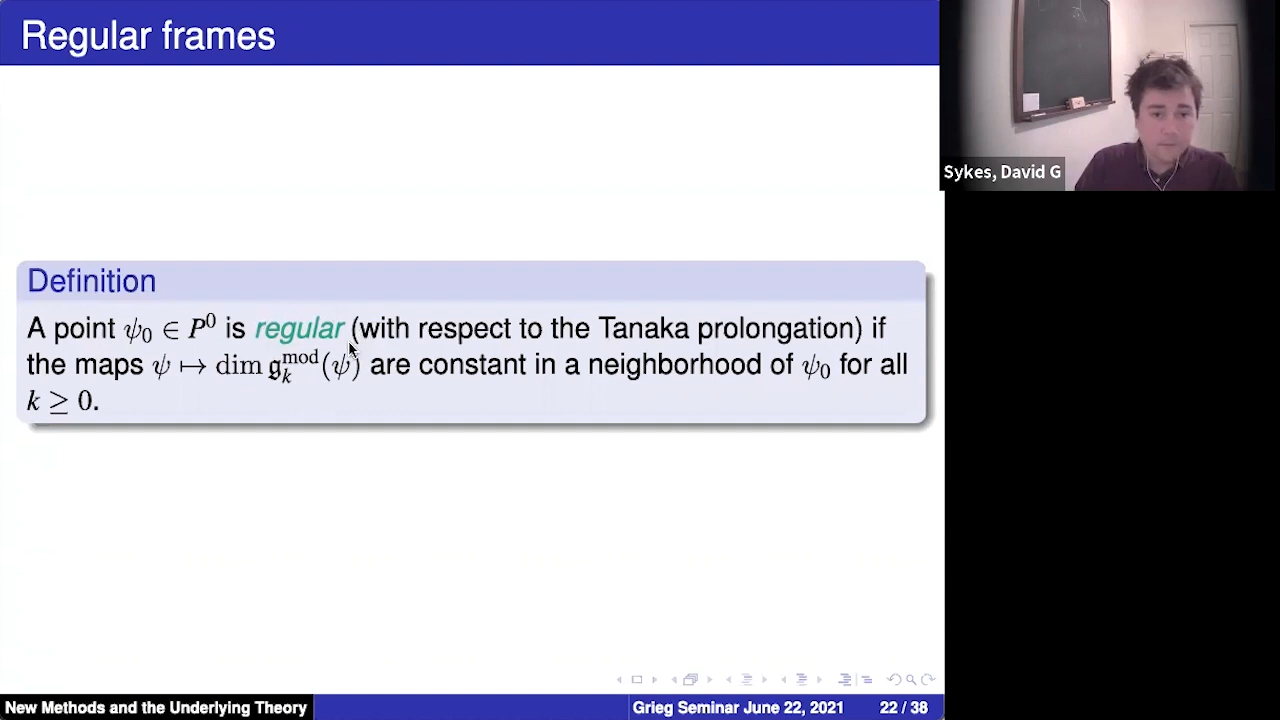 Regular frames
Sykes, David G
Definition
A point ψ₀ ∈ P⁰ is regular (with respect to the Tanaka prolongation) if
the maps ψ ↦ dim 𝔤ₖᵐᵒᵈ(ψ) are constant in a neighborhood of ψ₀ for all
k ≥ 0.
New Methods and the Underlying Theory
Grieg Seminar June 22, 2021
22 / 38